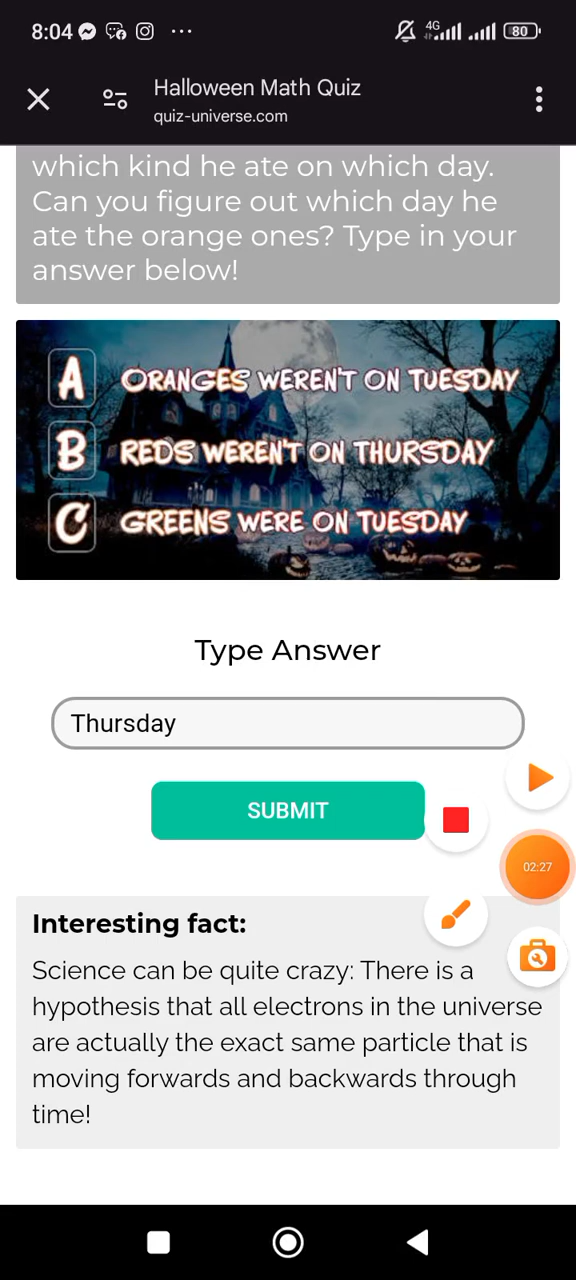 8:04
4G
80
Halloween Math Quiz
quiz-universe.com
which kind he ate on which day.
Can you figure out which day he
ate the orange ones? Type in your
answer below!
A ORANGES WEREN'T ON TUESDAY
B REDS WEREN'T ON THURSDAY
C GREENS WERE ON TUESDAY
Type Answer
Thursday
SUBMIT
02:27
Interesting fact:
Science can be quite crazy: There is a
hypothesis that all electrons in the universe
are actually the exact same particle that is
moving forwards and backwards through
time!